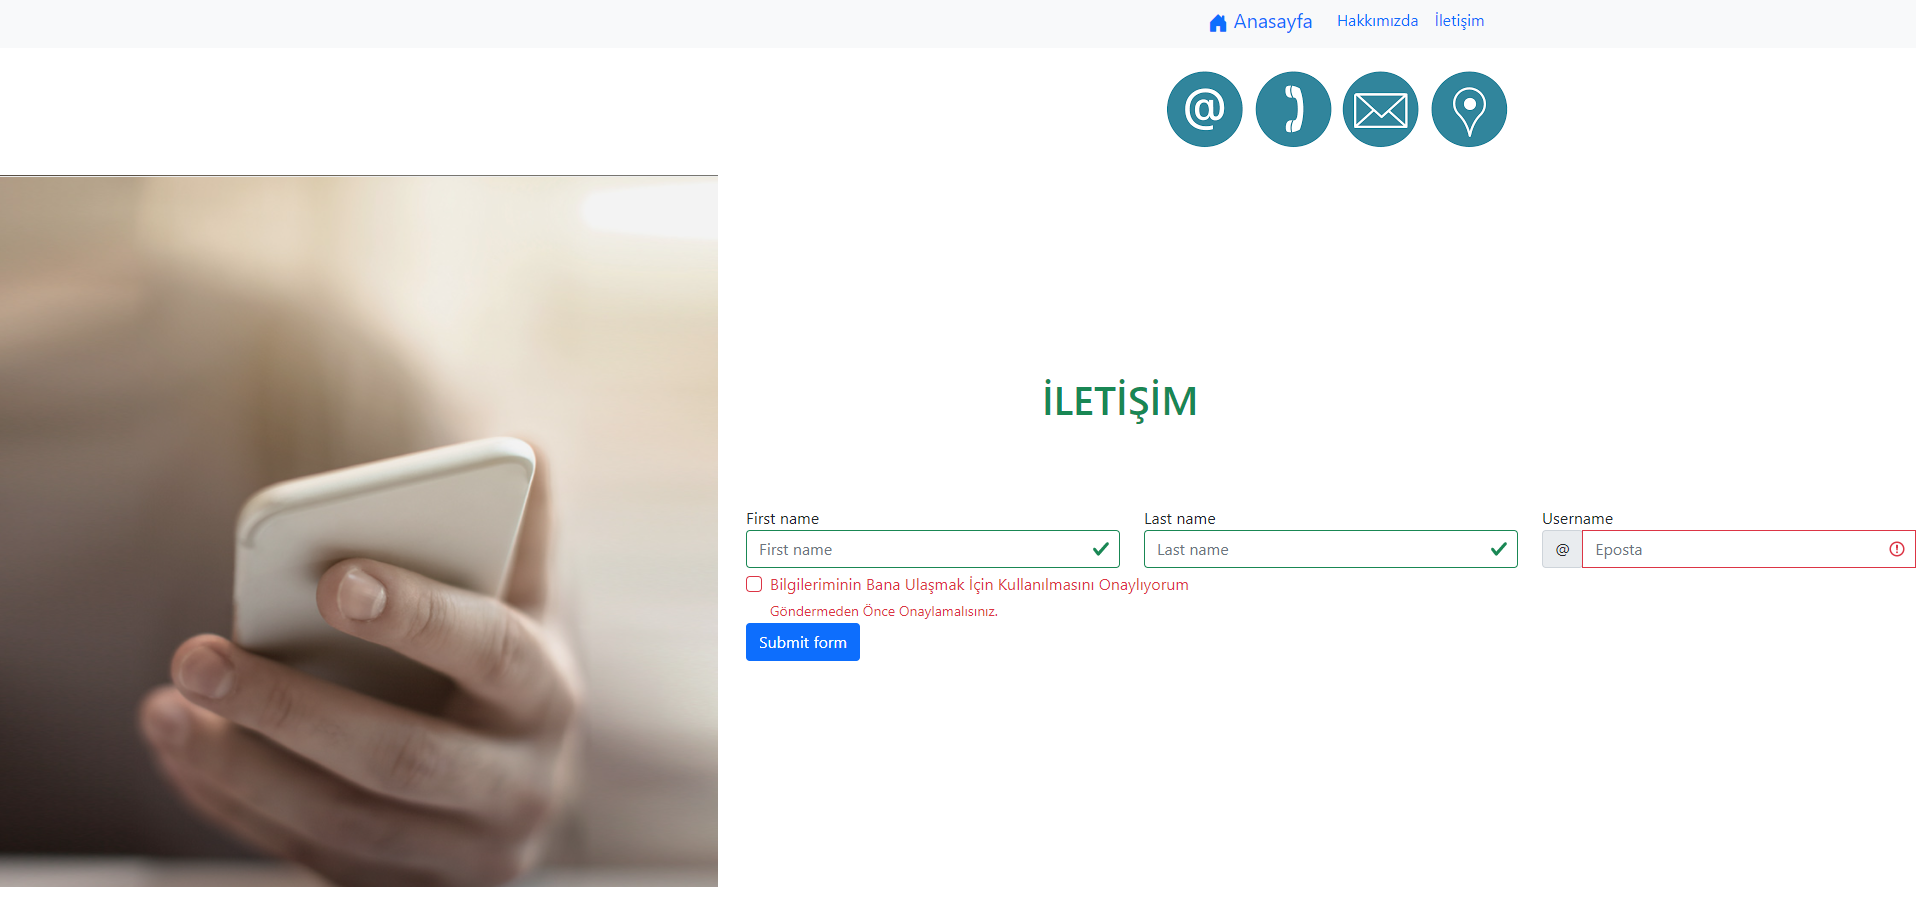 Anasayfa Hakkımızda İletişim
@
İLETİŞİM
First name Last name Username
First name Last name @ Eposta
Bilgileriminin Bana Ulaşmak İçin Kullanılmasını Onaylıyorum
Göndermeden Önce Onaylamalısınız.
Submit form